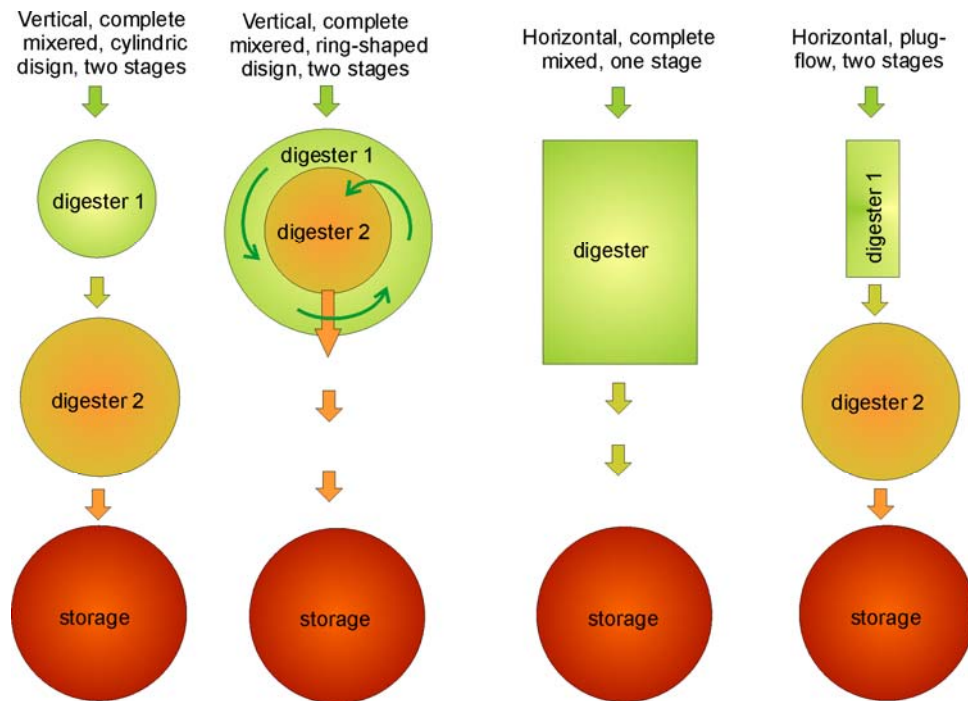 Vertical, complete
mixered, cylindric
disign, two stages
digester 1
digester 2
storage
Vertical, complete
mixered, ring-shaped
disign, two stages
digester 1
digester 2
storage
Horizontal, complete
mixed, one stage
digester
storage
Horizontal, plug-
flow, two stages
digester 1
digester 2
storage